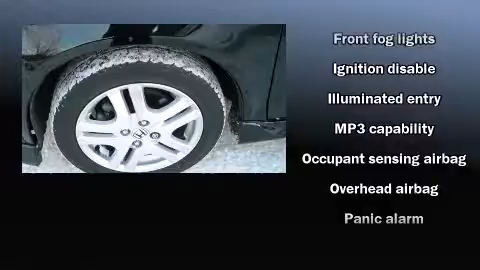 Front fog lights
Ignition disable
Illuminated entry
MP3 capability
Occupant sensing airbag
Overhead airbag
Panic alarm